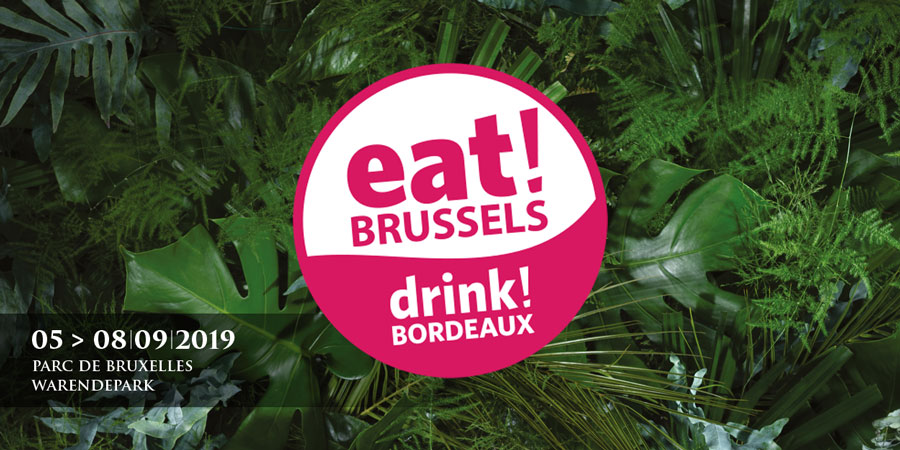 eat!
BRUSSELS
drink!
BORDEAUX
05 > 08|09|2019
PARC DE BRUXELLES
WARENDEPARK